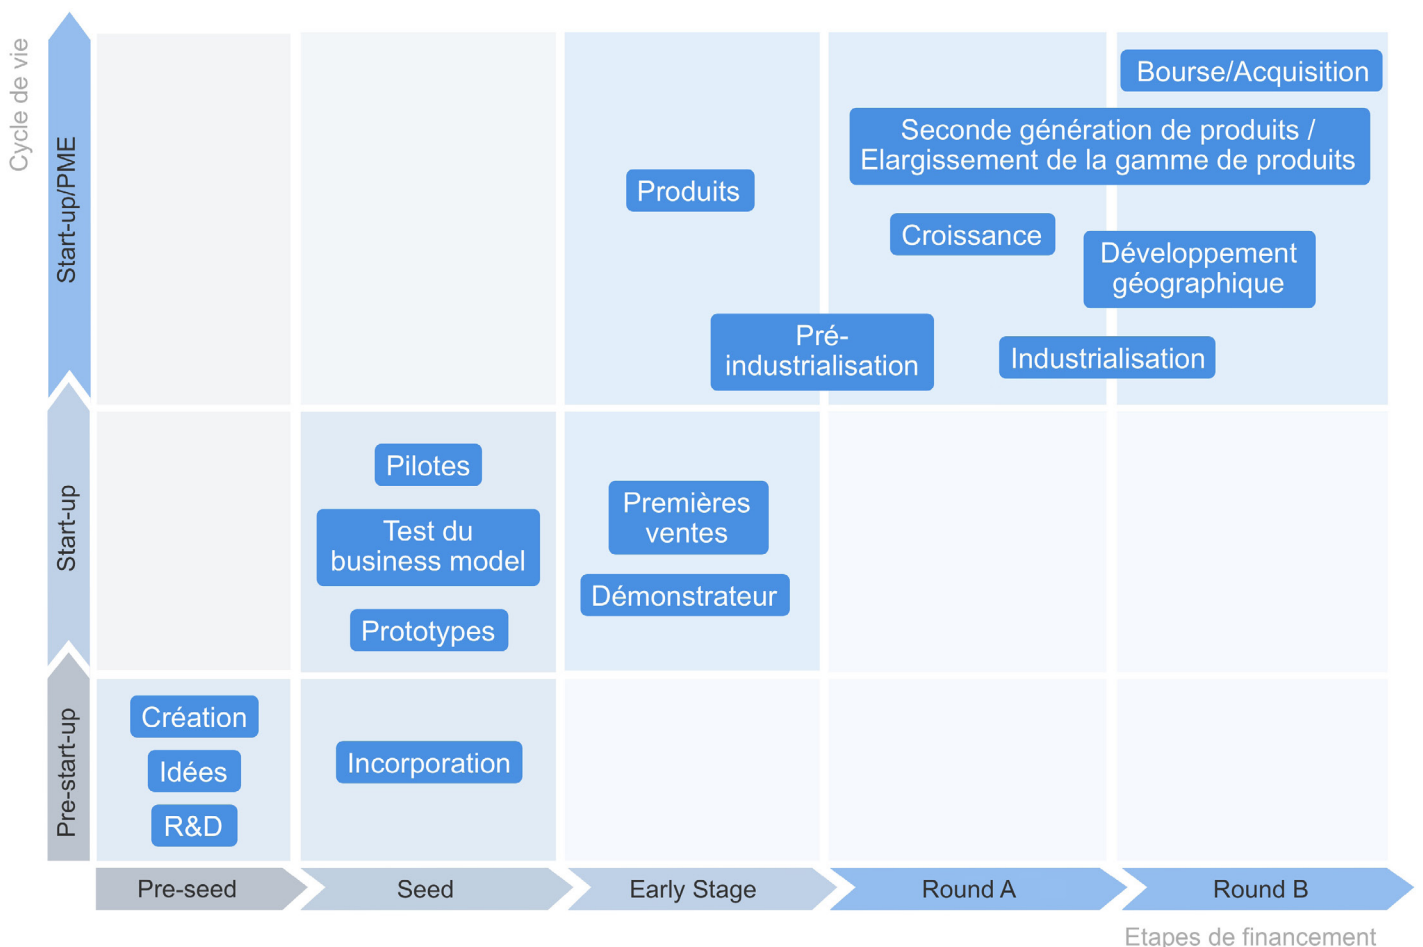 Cycle de vie
Start-up/PME
Bourse/Acquisition
Seconde génération de produits /
Elargissement de la gamme de produits
Produits
Croissance
Développement
géographique
Pré-
industrialisation
Industrialisation
Start-up
Pilotes
Test du
business model
Prototypes
Premières
ventes
Démonstrateur
Pre-start-up
Création
Idées
R&D
Incorporation
Pre-seed
Seed
Early Stage
Round A
Round B
Etapes de financement